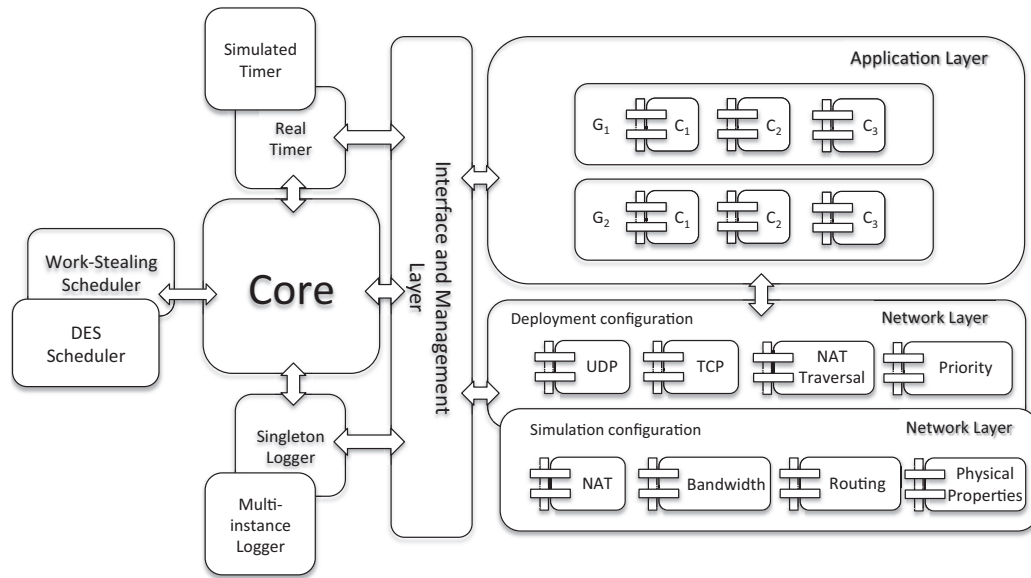 Simulated
Timer
Real
Timer
Core
Work-Stealing
Scheduler
DES
Scheduler
Singleton
Logger
Multi-
instance
Logger
Interface and Management
Layer
Application Layer
G₁ C₁ C₂ C₃
G₂ C₁ C₂ C₃
Deployment configuration Network Layer
UDP
TCP
NAT
Traversal
Priority
Simulation configuration Network Layer
NAT
Bandwidth
Routing
Physical
Properties